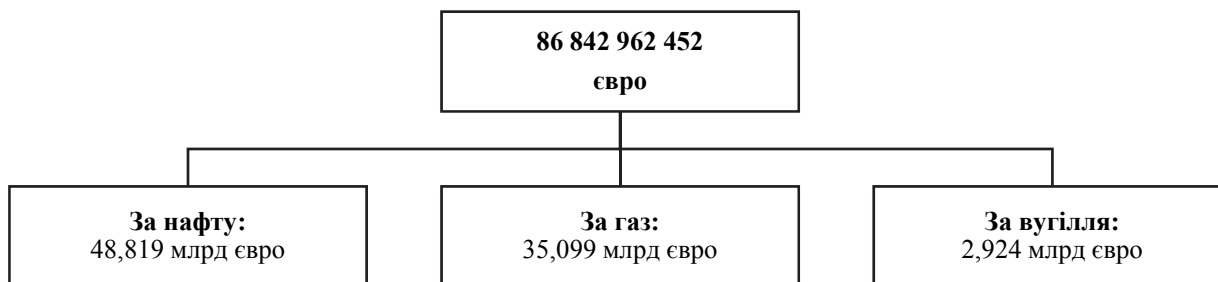 86 842 962 452
євро
За нафту:
48,819 млрд євро
За газ:
35,099 млрд євро
За вугілля:
2,924 млрд євро